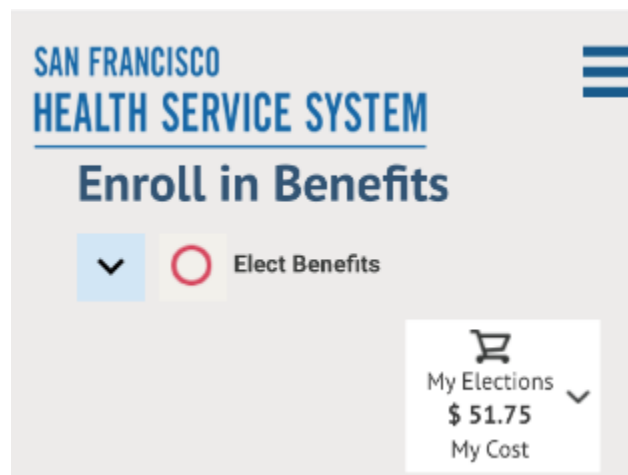 SAN FRANCISCO
HEALTH SERVICE SYSTEM
Enroll in Benefits
Elect Benefits
My Elections
$ 51.75
My Cost